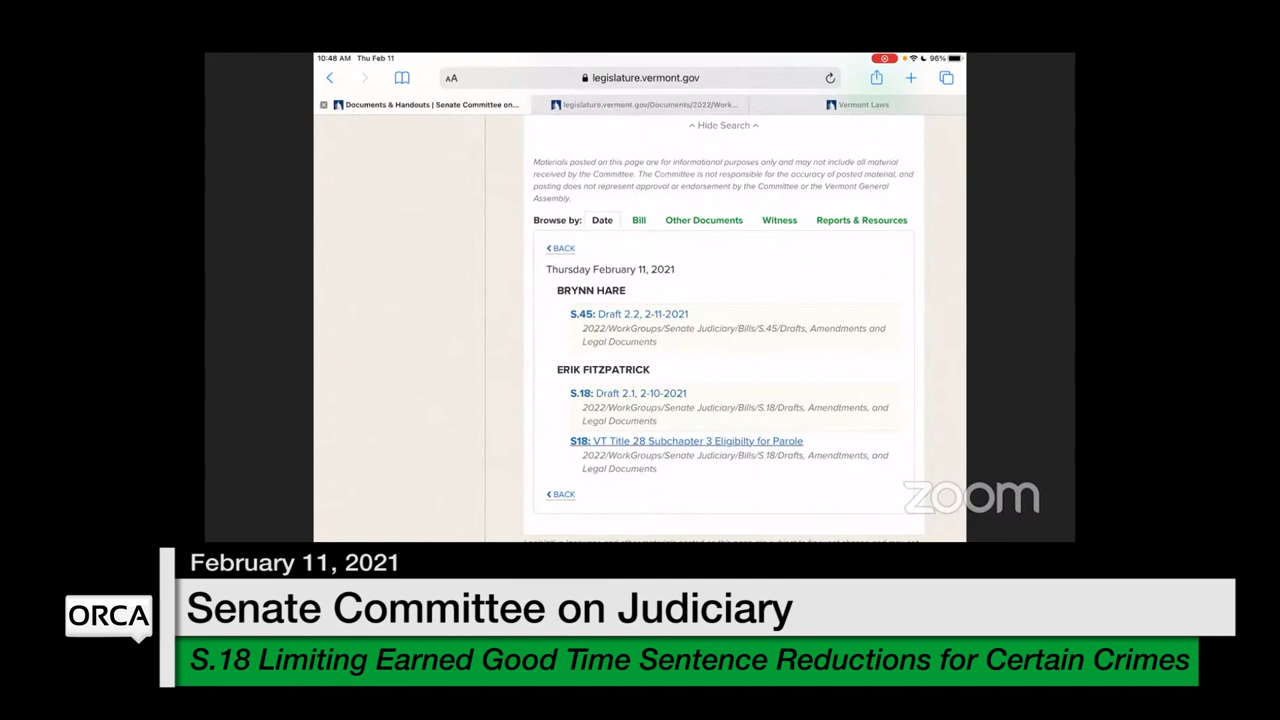 10:48 AM Thu Feb 11
96%
AA
legislature.vermont.gov
Documents & Handouts | Senate Committee on...
legislature.vermont.gov/Documents/2022/Work...
Vermont Laws
Hide Search
Materials posted on this page are for informational purposes only and may not include all material
received by the Committee. The Committee is not responsible for the accuracy of posted material, and
posting does not represent approval or endorsement by the Committee or the Vermont General
Assembly.
Browse by: Date Bill Other Documents Witness Reports & Resources
BACK
Thursday February 11, 2021
BRYNN HARE
S.45: Draft 2.2, 2-11-2021
2022/WorkGroups/Senate Judiciary/Bills/S.45/Drafts, Amendments and
Legal Documents
ERIK FITZPATRICK
S.18: Draft 2.1, 2-10-2021
2022/WorkGroups/Senate Judiciary/Bills/S.18/Drafts, Amendtments, and
Legal Documents
S18: VT Title 28 Subchapter 3 Eligibilty for Parole
2022/WorkGroups/Senate Judiciary/Bills/S.18/Drafts, Amendtments, and
Legal Documents
BACK
zoom
February 11, 2021
ORCA
Senate Committee on Judiciary
S.18 Limiting Earned Good Time Sentence Reductions for Certain Crimes